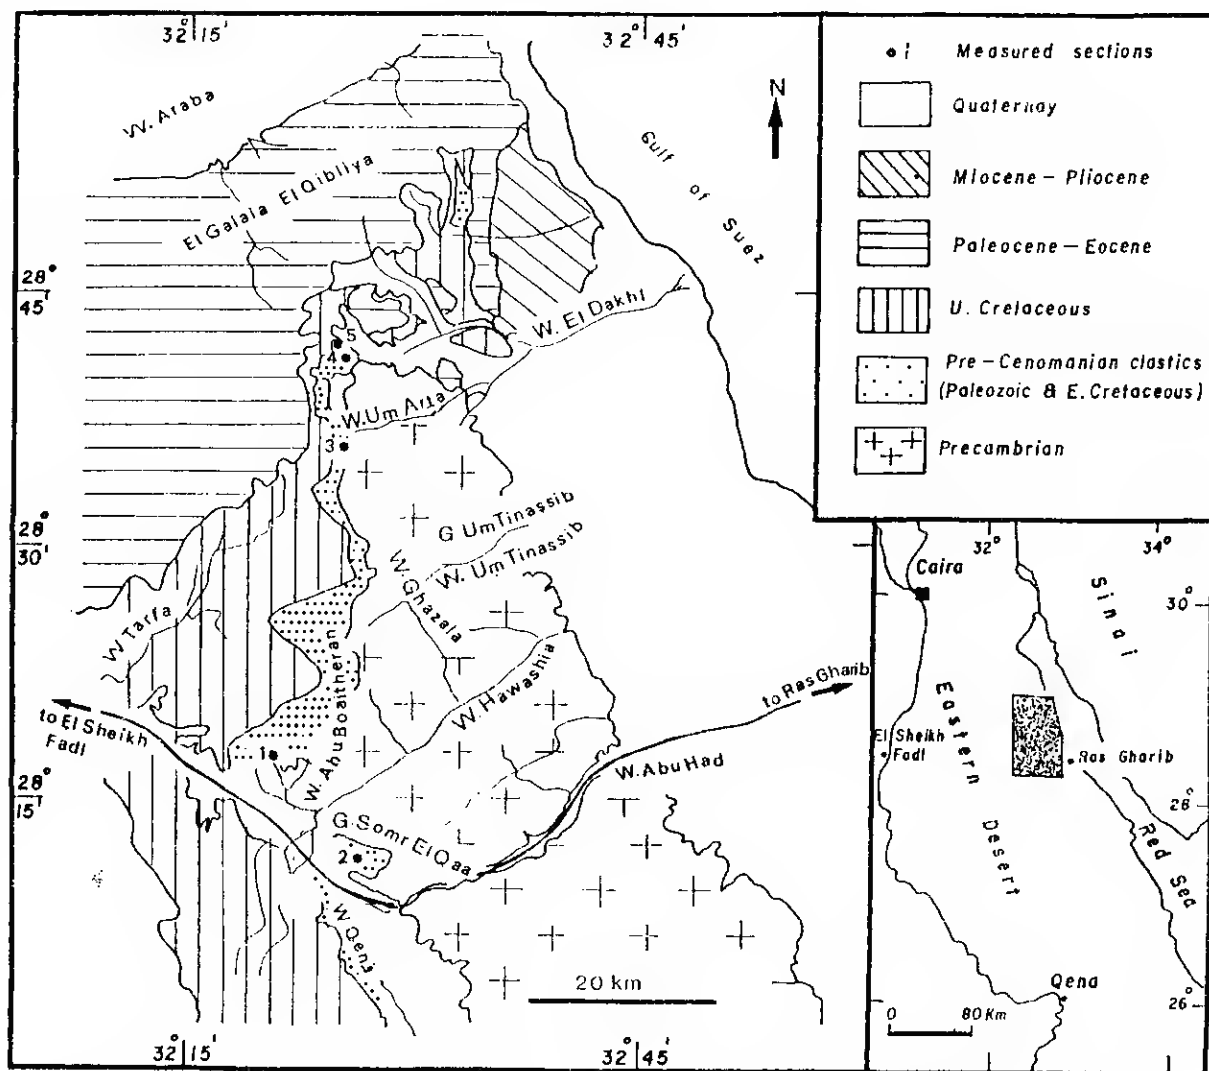 32° 15'
32° 45'
N
W. Araba
El Galala El Qibliya
Gulf of Suez
28° 45'
W. El Dakhl
5
4
W. Um Arta
3
28° 30'
G Um Tinassib
W. Um Tinassib
W. Ghazala
W Tarfa
W. Abu Boaitheran
W. Hawashia
to Ras Gharib
to El Sheikh
Fadl
1
28° 15'
W. Abu Had
G. Somr El Qaa
2
W. Qena
20 km
32° 15'
32° 45'
1 Measured sections
Quaternay
Miocene - Pliocene
Paleocene - Eocene
U. Cretaceous
Pre - Cenomanian clastics
(Paleozoic & E. Cretaceous)
Precambrian
32°
34°
Caira
Sinai
30°
Eastern Desert
El Sheikh
Fadl
Ras Gharib
28°
Red Sea
Qena
26°
0 80 Km